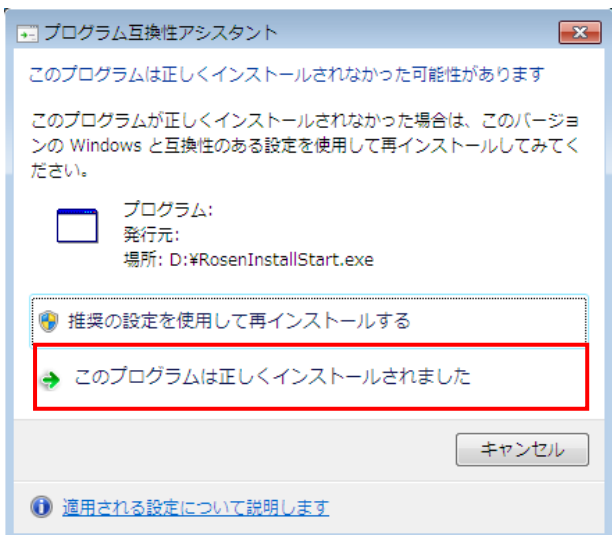 プログラム互換性アシスタント
このプログラムは正しくインストールされなかった可能性があります
このプログラムが正しくインストールされなかった場合は、このバージョ
ンの Windows と互換性のある設定を使用して再インストールしてみてく
ださい。
プログラム:
発行元:
場所: D:¥RosenInstallStart.exe
推奨の設定を使用して再インストールする
このプログラムは正しくインストールされました
キャンセル
適用される設定について説明します